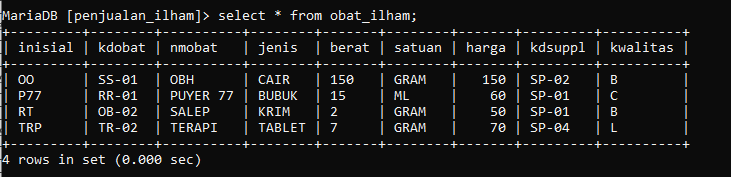 MariaDB [penjualan_ilham]> select * from obat_ilham;
+---------+--------+----------+--------+-------+--------+-------+---------+-----------+
| inisial | kdobat | nmobat   | jenis  | berat | satuan | harga | kdsuppl | kwalitas  |
+---------+--------+----------+--------+-------+--------+-------+---------+-----------+
| OO      | SS-01  | OBH      | CAIR   | 150   | GRAM   |   150 | SP-02   | B         |
| P77     | RR-01  | PUYER 77 | BUBUK  | 15    | ML     |    60 | SP-01   | C         |
| RT      | OB-02  | SALEP    | KRIM   | 2     | GRAM   |    50 | SP-01   | B         |
| TRP     | TR-02  | TERAPI   | TABLET | 7     | GRAM   |    70 | SP-04   | L         |
+---------+--------+----------+--------+-------+--------+-------+---------+-----------+
4 rows in set (0.000 sec)